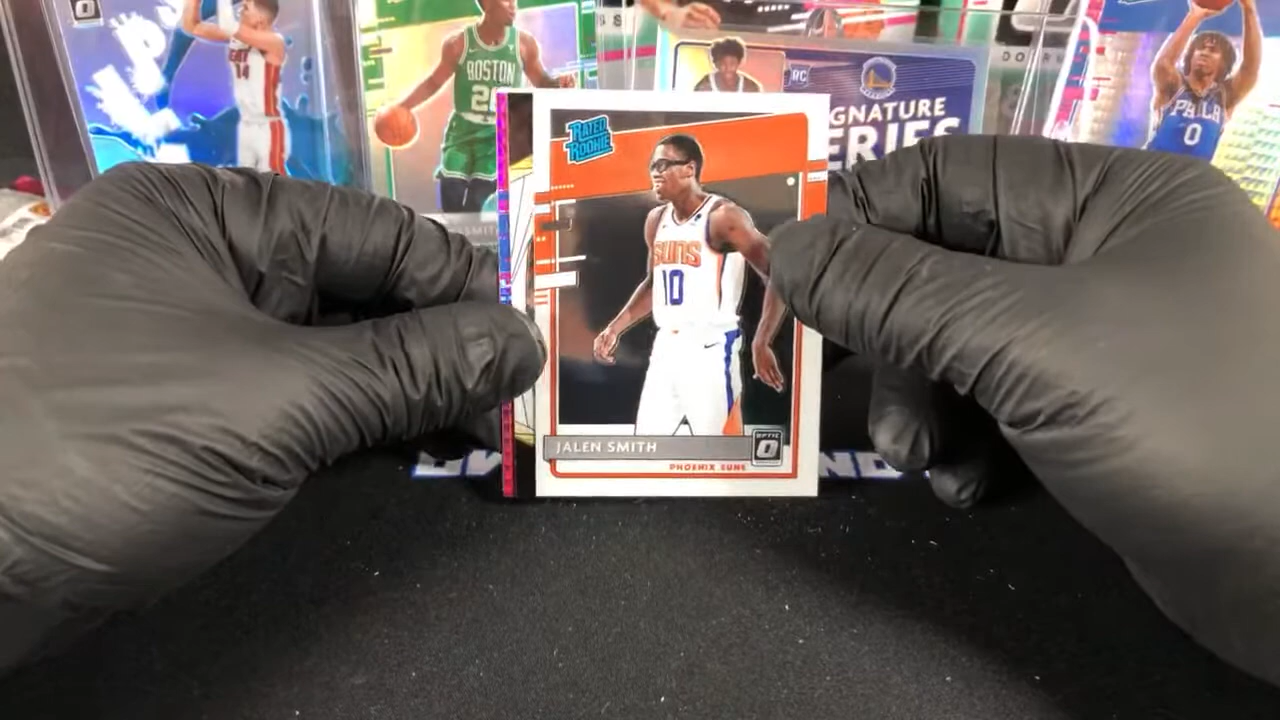 BOSTON
RC
SIGNATURE
SERIES
PHILA
0
14
RATED
ROOKIE
SUNS
10
JALEN SMITH
OPTIC
PHOENIX SUNS